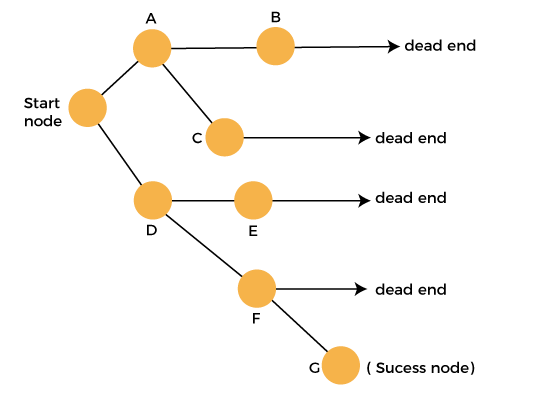 A
B
dead end
Start
node
C
dead end
dead end
D
E
dead end
F
G
( Sucess node)